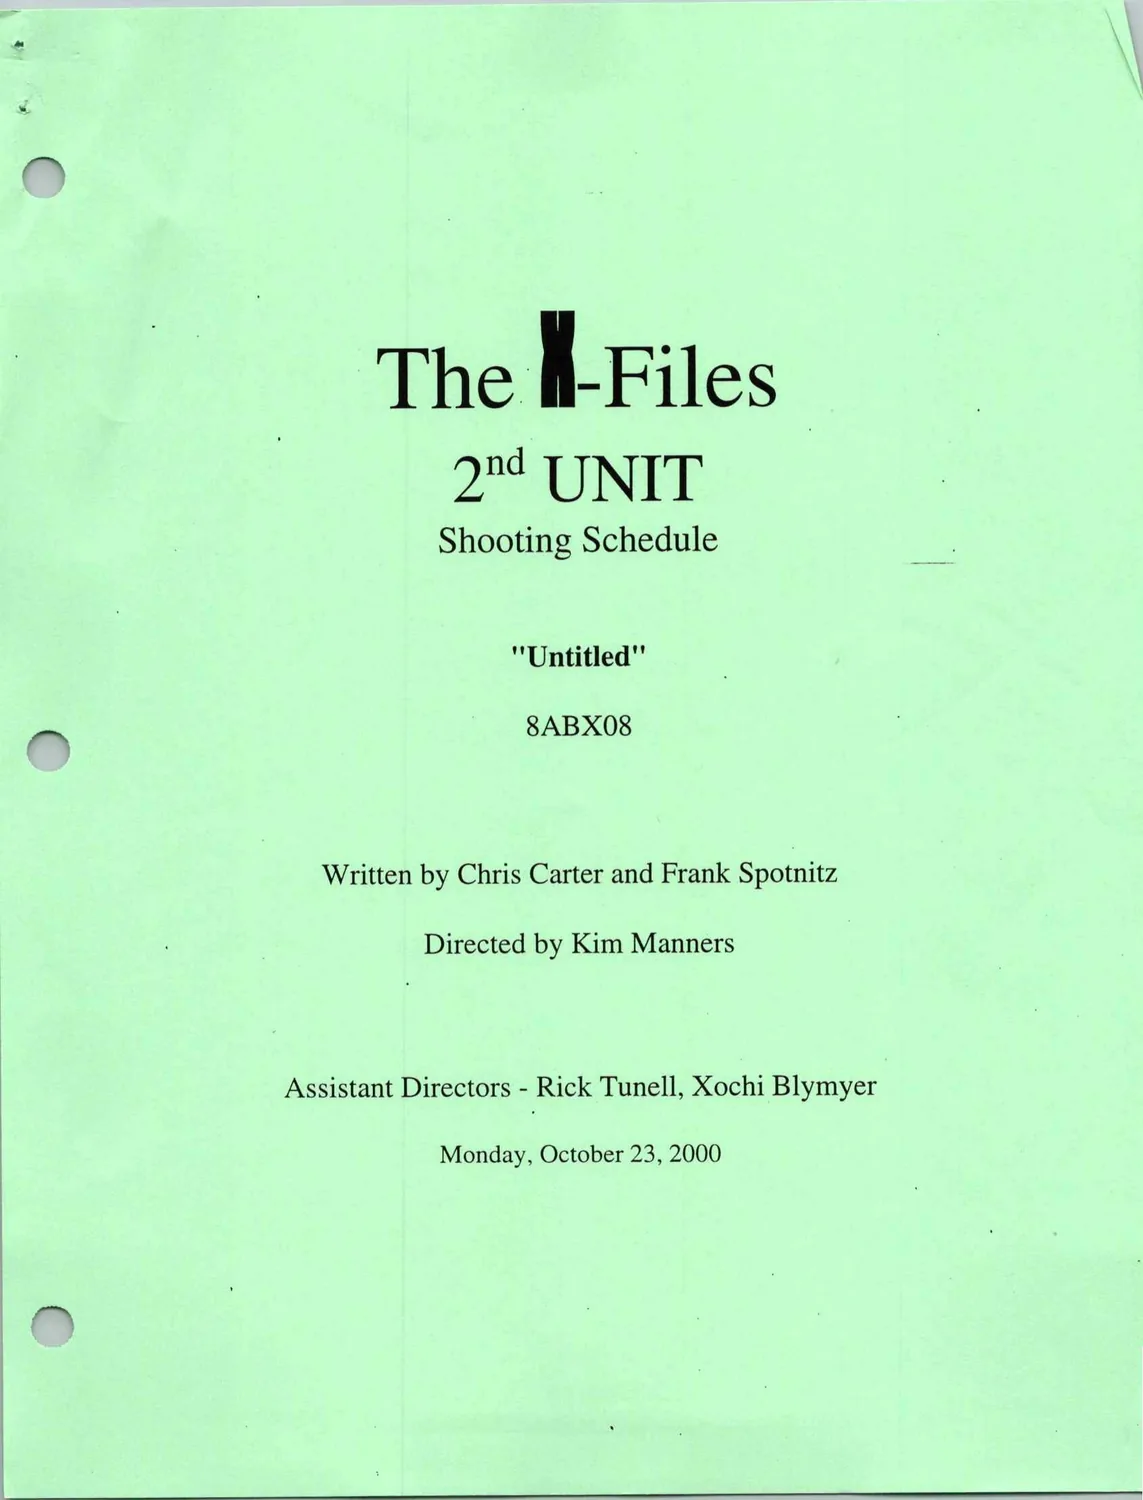 The X-Files
2nd UNIT
Shooting Schedule
"Untitled"
8ABX08
Written by Chris Carter and Frank Spotnitz
Directed by Kim Manners
Assistant Directors - Rick Tunell, Xochi Blymyer
Monday, October 23, 2000